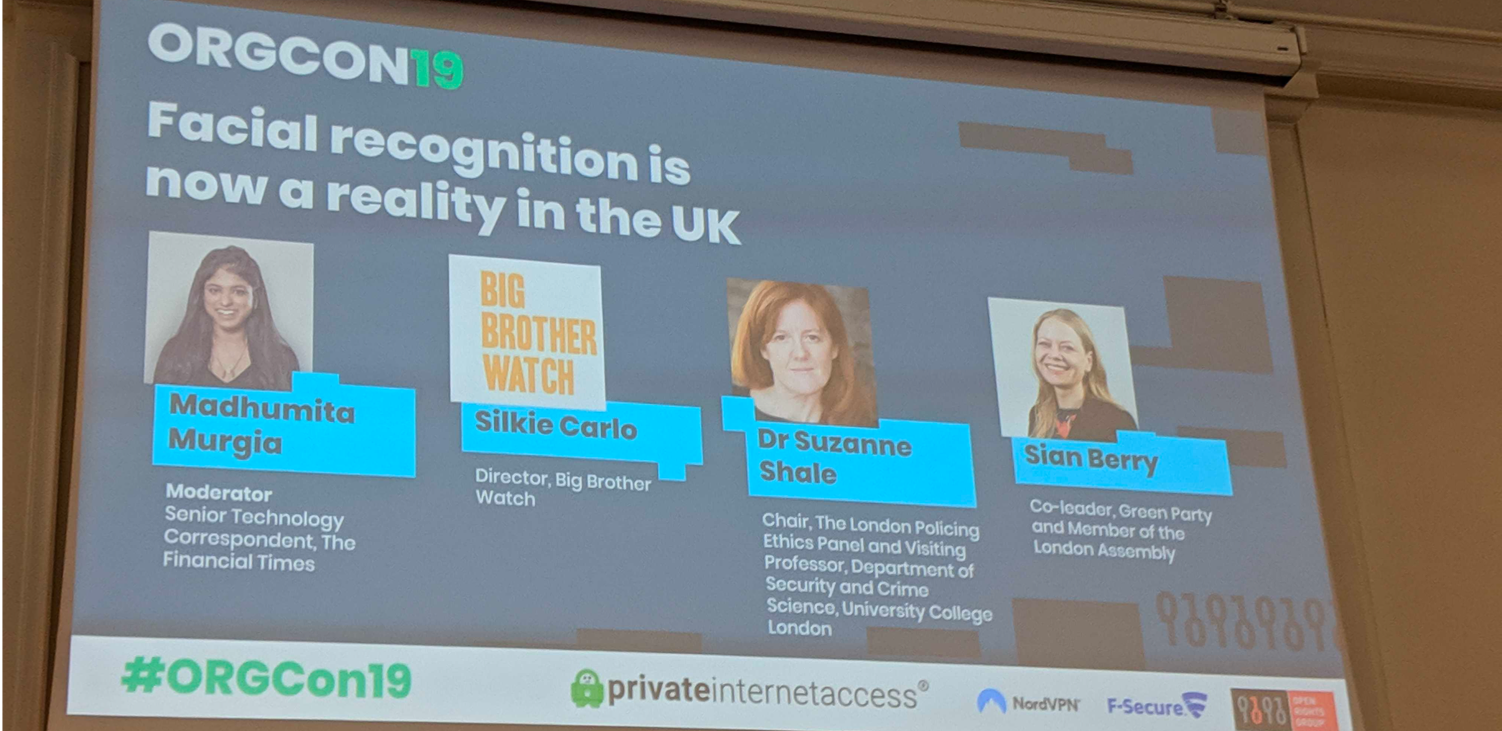 ORGCON19
Facial recognition is
now a reality in the UK
BIG
BROTHER
WATCH
Madhumita
Murgia
Moderator
Senior Technology
Correspondent, The
Financial Times
Silkie Carlo
Director, Big Brother
Watch
Dr Suzanne
Shale
Chair, The London Policing
Ethics Panel and Visiting
Professor, Department of
Security and Crime
Science, University College
London
Sian Berry
Co-leader, Green Party
and Member of the
London Assembly
#ORGCon19
privateinternetaccess®
NordVPN®
F-Secure
OPEN
RIGHTS
GROUP